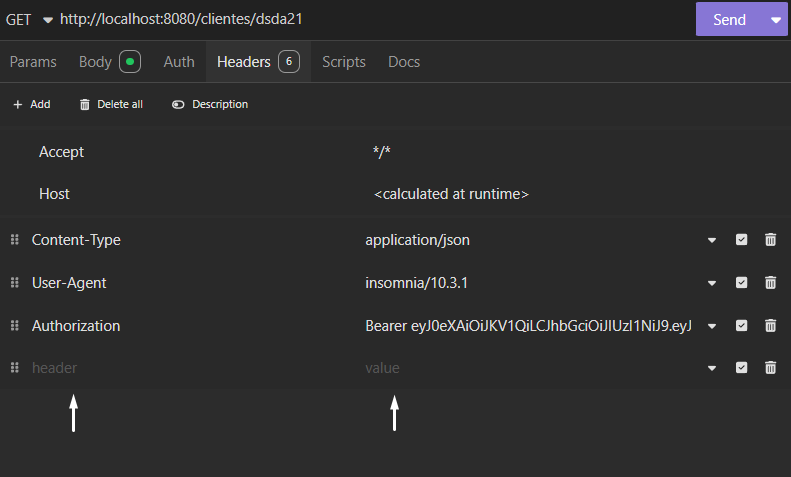 GET http://localhost:8080/clientes/dsda21 Send
Params Body Auth Headers 6 Scripts Docs
Add Delete all Description
Accept */*
Host <calculated at runtime>
Content-Type application/json
User-Agent insomnia/10.3.1
Authorization Bearer eyJ0eXAiOiJKV1QiLCJhbGciOiJIUzI1NiJ9.eyJ
header value